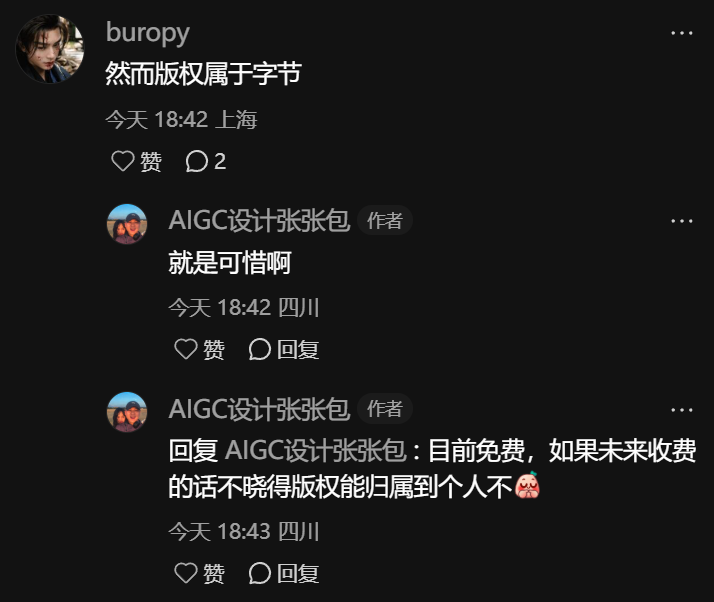 buropy
然而版权属于字节
今天 18:42 上海
赞 2
AIGC设计张张包 作者
就是可惜啊
今天 18:42 四川
赞 回复
AIGC设计张张包 作者
回复 AIGC设计张张包 : 目前免费，如果未来收费
的话不晓得版权能归属到个人不
今天 18:43 四川
赞 回复